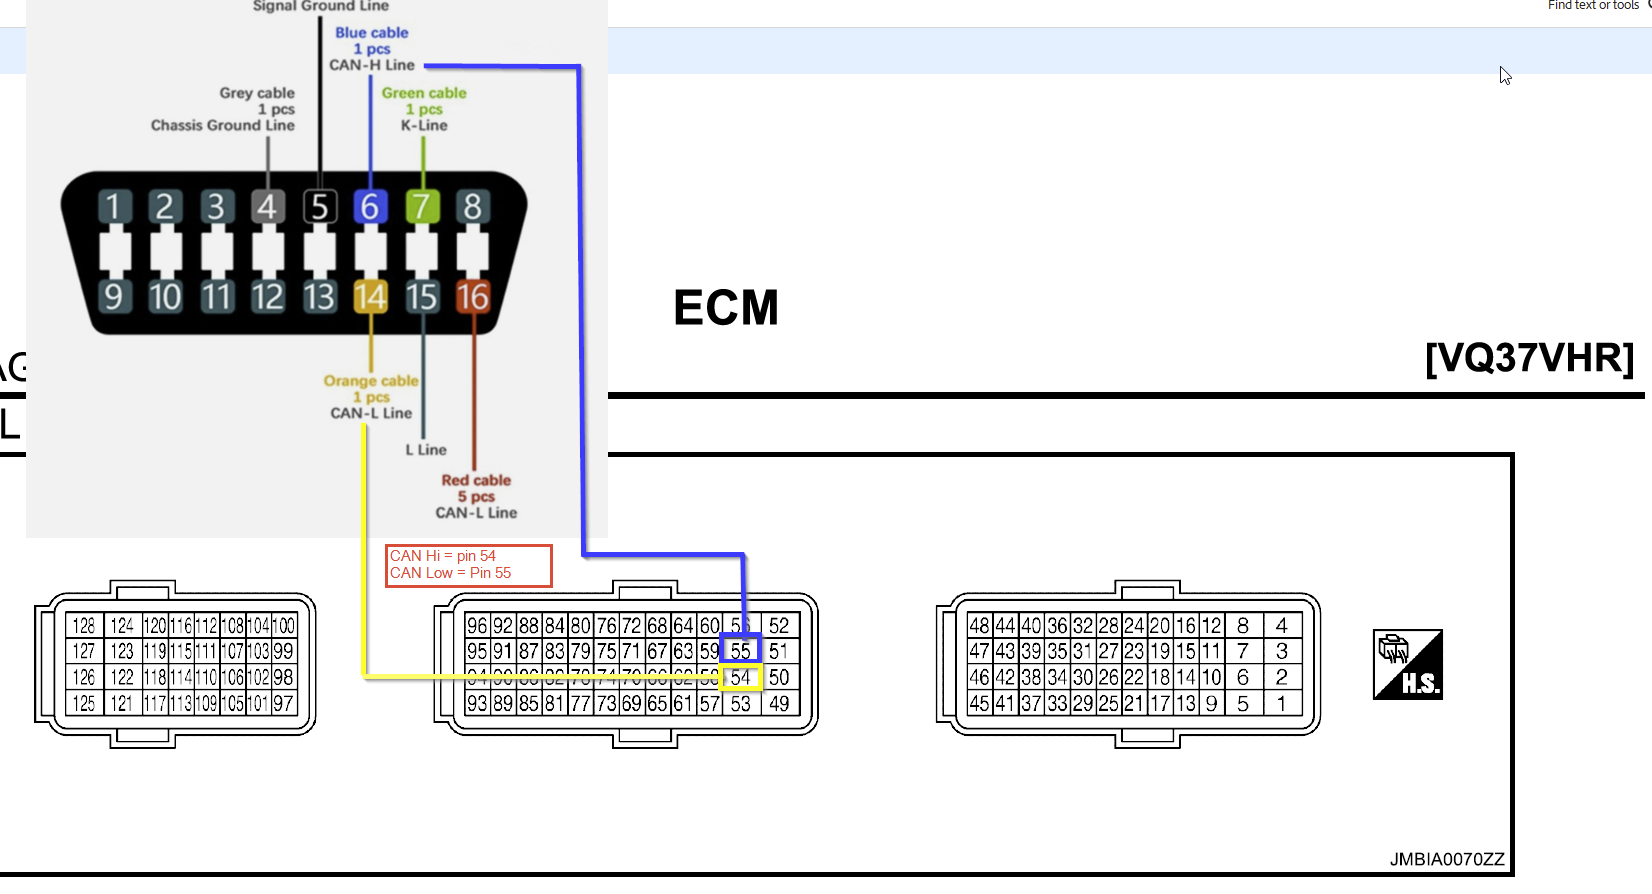 Find text or tools
Signal Ground Line
Blue cable
1 pcs
CAN-H Line
Grey cable
1 pcs
Chassis Ground Line
Green cable
1 pcs
K-Line
1 2 3 4 5 6 7 8
9 10 11 12 13 14 15 16
ECM
[VQ37VHR]
L
Orange cable
1 pcs
CAN-L Line
L Line
Red cable
5 pcs
CAN-L Line
CAN Hi = pin 54
CAN Low = Pin 55
128 124 120 116 112 108 104 100
127 123 119 115 111 107 103 99
126 122 118 114 110 106 102 98
125 121 117 113 109 105 101 97
96 92 88 84 80 76 72 68 64 60 52
95 91 87 83 79 75 71 67 63 59 55 51
54 50
93 89 85 81 77 73 69 65 61 57 53 49
48 44 40 36 32 28 24 20 16 12 8 4
47 43 39 35 31 27 23 19 15 11 7 3
46 42 38 34 30 26 22 18 14 10 6 2
45 41 37 33 29 25 21 17 13 9 5 1
H.S.
JMBIA0070ZZ